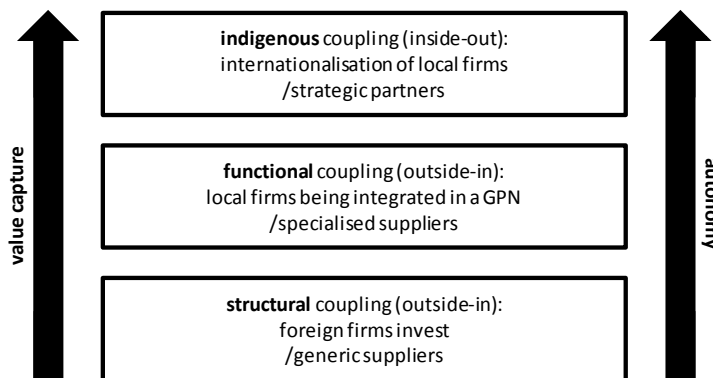 indigenous coupling (inside-out):
internationalisation of local firms
/strategic partners
functional coupling (outside-in):
local firms being integrated in a GPN
/specialised suppliers
structural coupling (outside-in):
foreign firms invest
/generic suppliers
value capture
autonomy